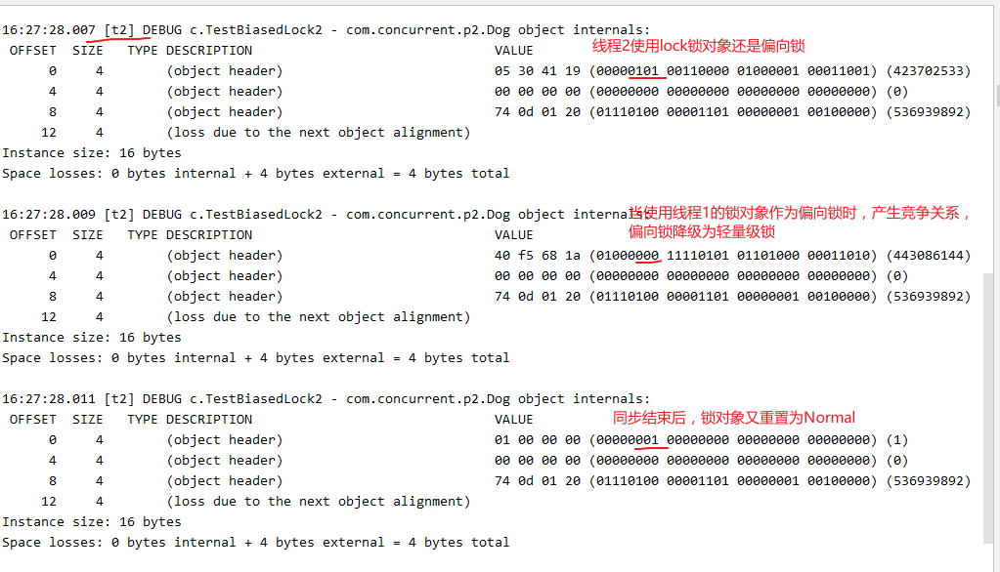 16:27:28.007 [t2] DEBUG c.TestBiasedLock2 - com.concurrent.p2.Dog object internals:
线程2使用lock锁对象还是偏向锁
OFFSET SIZE TYPE DESCRIPTION VALUE
0 4 (object header) 05 30 41 19 (00000101 00110000 01000001 00011001) (423702533)
4 4 (object header) 00 00 00 00 (00000000 00000000 00000000 00000000) (0)
8 4 (object header) 74 0d 01 20 (01110100 00001101 00000001 00100000) (536939892)
12 4 (loss due to the next object alignment)
Instance size: 16 bytes
Space losses: 0 bytes internal + 4 bytes external = 4 bytes total
16:27:28.009 [t2] DEBUG c.TestBiasedLock2 - com.concurrent.p2.Dog object internals:
当使用线程1的锁对象作为偏向锁时，产生竞争关系，
偏向锁降级为轻量级锁
OFFSET SIZE TYPE DESCRIPTION VALUE
0 4 (object header) 40 f5 68 1a (01000000 11110101 01101000 00011010) (443086144)
4 4 (object header) 00 00 00 00 (00000000 00000000 00000000 00000000) (0)
8 4 (object header) 74 0d 01 20 (01110100 00001101 00000001 00100000) (536939892)
12 4 (loss due to the next object alignment)
Instance size: 16 bytes
Space losses: 0 bytes internal + 4 bytes external = 4 bytes total
16:27:28.011 [t2] DEBUG c.TestBiasedLock2 - com.concurrent.p2.Dog object internals:
同步结束后，锁对象又重置为Normal
OFFSET SIZE TYPE DESCRIPTION VALUE
0 4 (object header) 01 00 00 00 (00000001 00000000 00000000 00000000) (1)
4 4 (object header) 00 00 00 00 (00000000 00000000 00000000 00000000) (0)
8 4 (object header) 74 0d 01 20 (01110100 00001101 00000001 00100000) (536939892)
12 4 (loss due to the next object alignment)
Instance size: 16 bytes
Space losses: 0 bytes internal + 4 bytes external = 4 bytes total